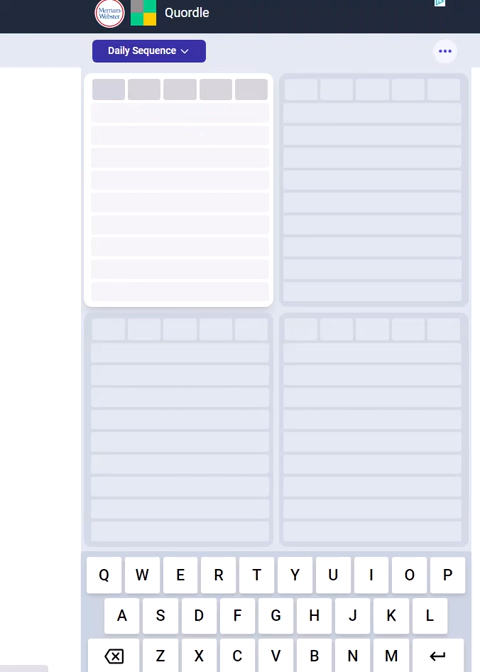 Merriam
Webster
Quordle
Daily Sequence
Q W E R T Y U I O P
A S D F G H J K L
Z X C V B N M